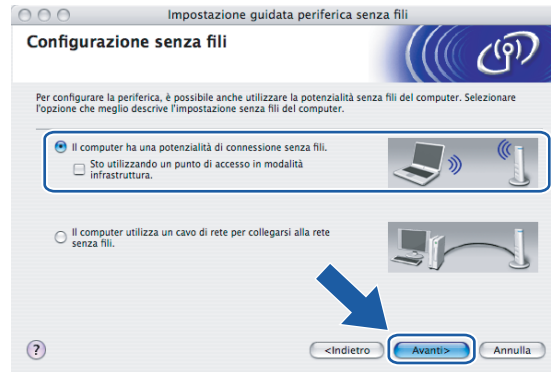 Impostazione guidata periferica senza fili
Configurazione senza fili
Per configurare la periferica, è possibile anche utilizzare la potenzialità senza fili del computer. Selezionare
l'opzione che meglio descrive l'impostazione senza fili del computer.
Il computer ha una potenzialità di connessione senza fili.
Sto utilizzando un punto di accesso in modalità
infrastruttura.
Il computer utilizza un cavo di rete per collegarsi alla rete
senza fili.
?
<Indietro
Avanti>
Annulla